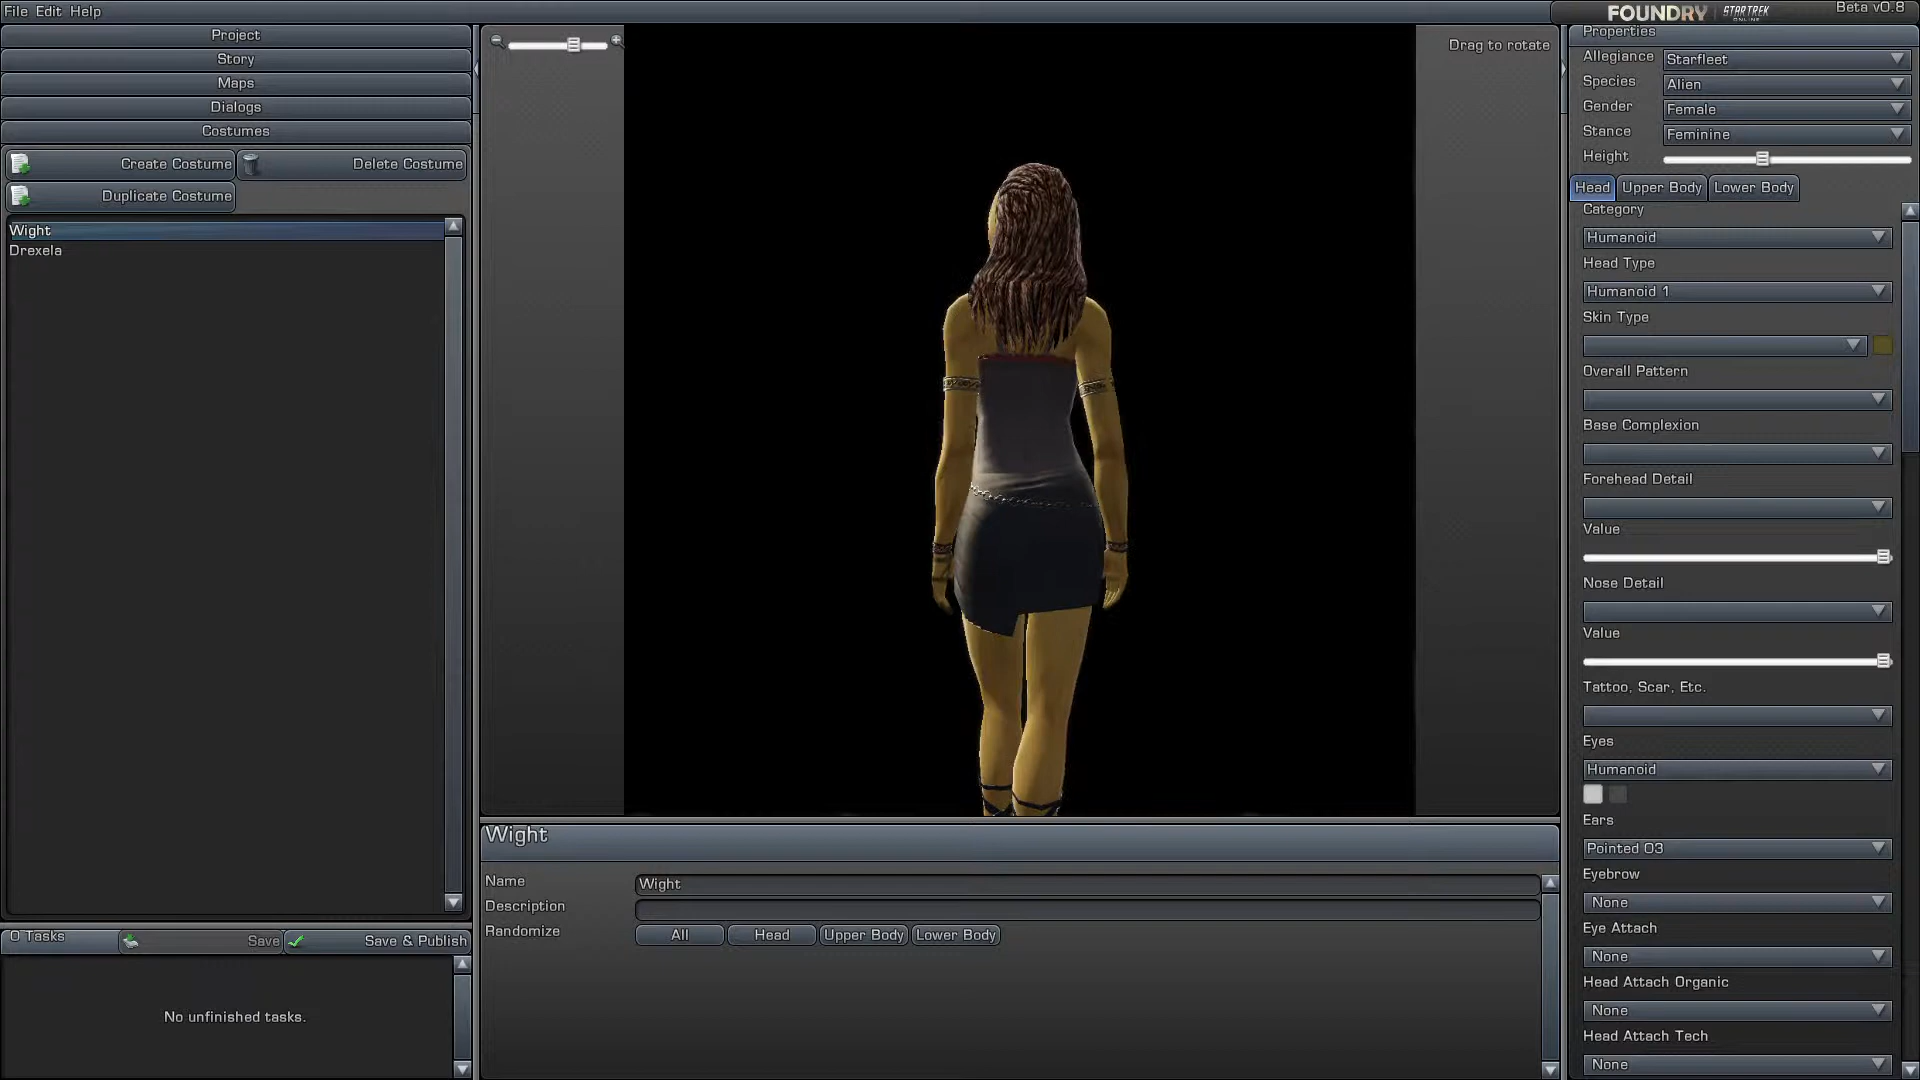 File Edit Help
FOUNDRY | STAR TREK ONLINE
Beta v0.8
Project
Story
Maps
Dialogs
Costumes
Create Costume
Delete Costume
Duplicate Costume
Wight
Drexela
0 Tasks
Save
Save & Publish
No unfinished tasks.
Drag to rotate
Wight
Name
Wight
Description
Randomize
All
Head
Upper Body
Lower Body
Properties
Allegiance
Starfleet
Species
Alien
Gender
Female
Stance
Feminine
Height
Head
Upper Body
Lower Body
Category
Humanoid
Head Type
Humanoid 1
Skin Type
Overall Pattern
Base Complexion
Forehead Detail
Value
Nose Detail
Value
Tattoo, Scar, Etc.
Eyes
Humanoid
Ears
Pointed 03
Eyebrow
None
Eye Attach
None
Head Attach Organic
None
Head Attach Tech
None